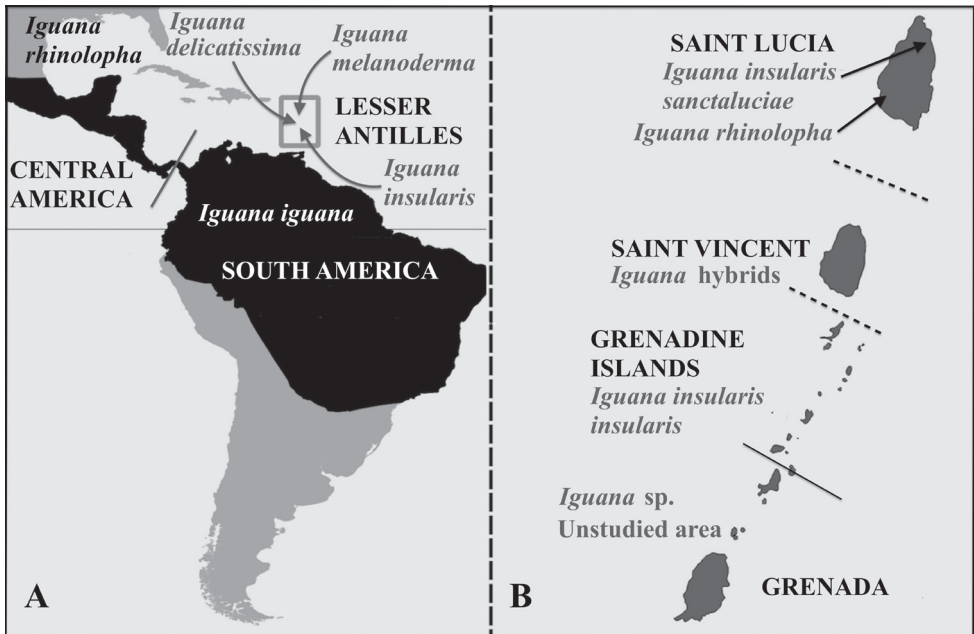 Iguana
rhinolopha
Iguana
delicatissima
Iguana
melanoderma
LESSER
ANTILLES
CENTRAL
AMERICA
Iguana
insularis
Iguana iguana
SOUTH AMERICA
A
SAINT LUCIA
Iguana insularis
sanctaluciae
Iguana rhinolopha
SAINT VINCENT
Iguana hybrids
GRENADINE
ISLANDS
Iguana insularis
insularis
Iguana sp.
Unstudied area
GRENADA
B